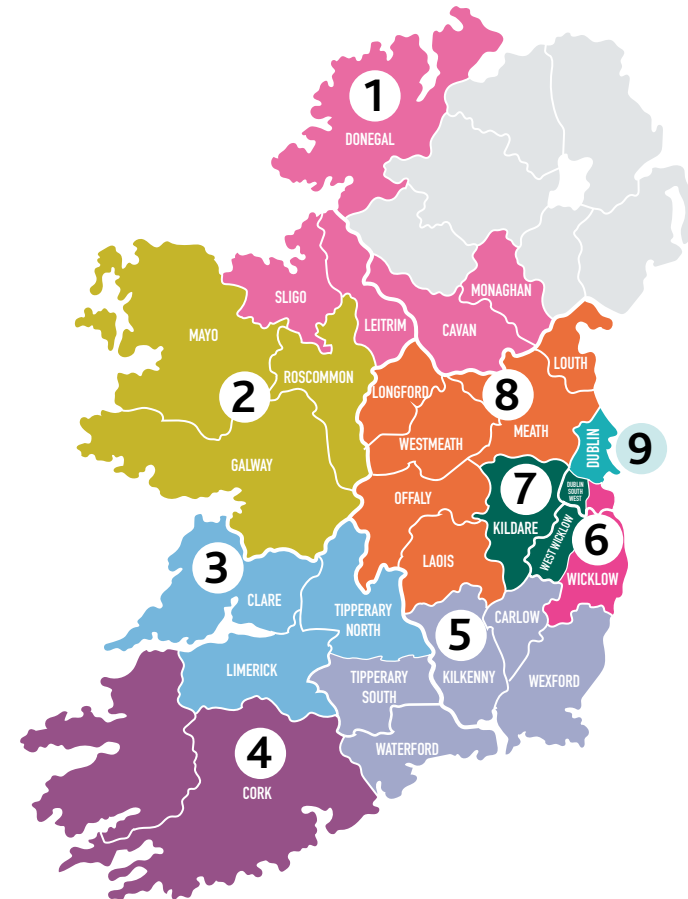 1
DONEGAL
SLIGO
LEITRIM
MONAGHAN
CAVAN
MAYO
ROSCOMMON
2
GALWAY
LONGFORD
8
LOUTH
WESTMEATH
MEATH
DUBLIN
9
OFFALY
7
KILDARE
DUBLIN
SOUTH
WEST
WEST WICKLOW
6
WICKLOW
LAOIS
3
CLARE
TIPPERARY
NORTH
LIMERICK
5
CARLOW
KILKENNY
WEXFORD
TIPPERARY
SOUTH
WATERFORD
4
CORK